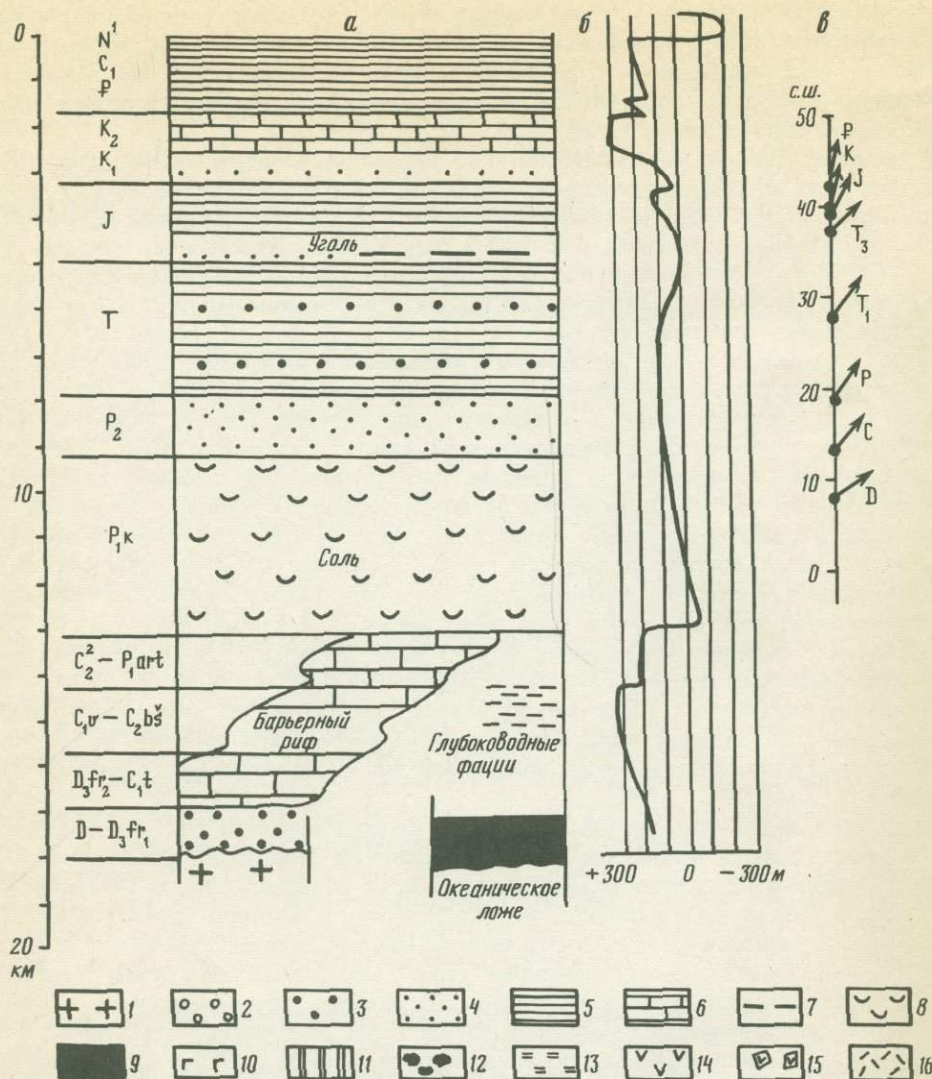 а б в
0
10
20
км
N¹
C₁
₽
K₂
K₁
J
T
P₂
P₁к
C₂² – P₁art
C₁v – C₂bš
D₃fr₂ – C₁t
D – D₃fr₁
Уголь
Соль
Барьерный
риф
Глубоководные
фации
Океаническое
ложе
+300 0 −300 м
с.ш.
50
40
30
20
10
0
₽
K
J
T₃
T₁
P
C
D
1 2 3 4 5 6 7 8
9 10 11 12 13 14 15 16